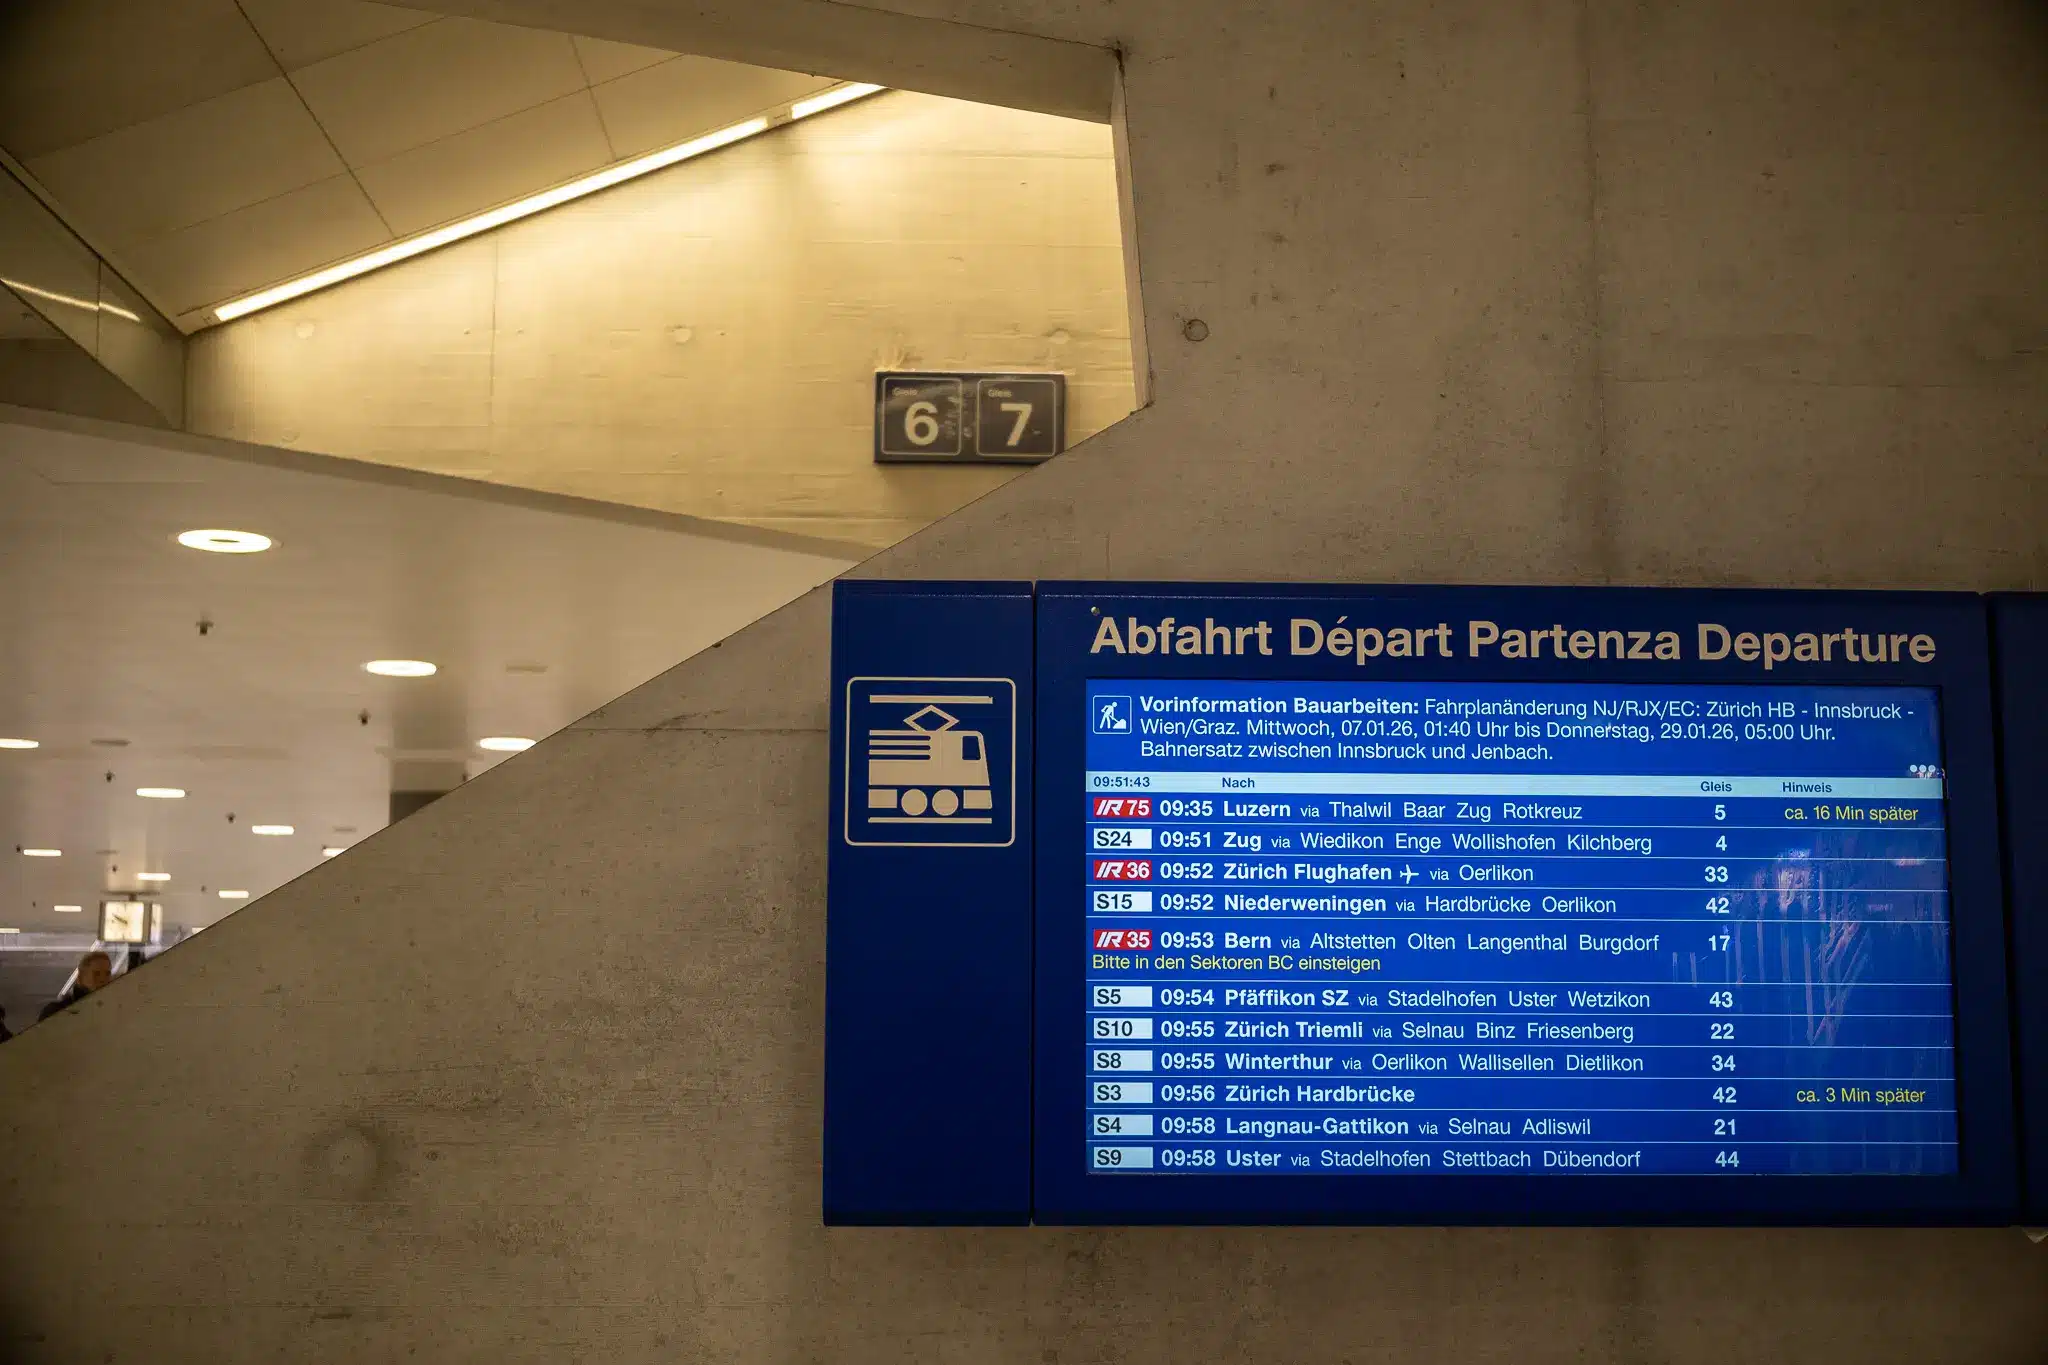 Gleis Gleis
6 7
Abfahrt Départ Partenza Departure
Vorinformation Bauarbeiten: Fahrplanänderung NJ/RJX/EC: Zürich HB - Innsbruck -
Wien/Graz. Mittwoch, 07.01.26, 01:40 Uhr bis Donnerstag, 29.01.26, 05:00 Uhr.
Bahnersatz zwischen Innsbruck und Jenbach.
09:51:43 Nach Gleis Hinweis
IR 75 09:35 Luzern via Thalwil Baar Zug Rotkreuz 5 ca. 16 Min später
S24 09:51 Zug via Wiedikon Enge Wollishofen Kilchberg 4
IR 36 09:52 Zürich Flughafen via Oerlikon 33
S15 09:52 Niederweningen via Hardbrücke Oerlikon 42
IR 35 09:53 Bern via Altstetten Olten Langenthal Burgdorf 17
Bitte in den Sektoren BC einsteigen
S5 09:54 Pfäffikon SZ via Stadelhofen Uster Wetzikon 43
S10 09:55 Zürich Triemli via Selnau Binz Friesenberg 22
S8 09:55 Winterthur via Oerlikon Wallisellen Dietlikon 34
S3 09:56 Zürich Hardbrücke 42 ca. 3 Min später
S4 09:58 Langnau-Gattikon via Selnau Adliswil 21
S9 09:58 Uster via Stadelhofen Stettbach Dübendorf 44